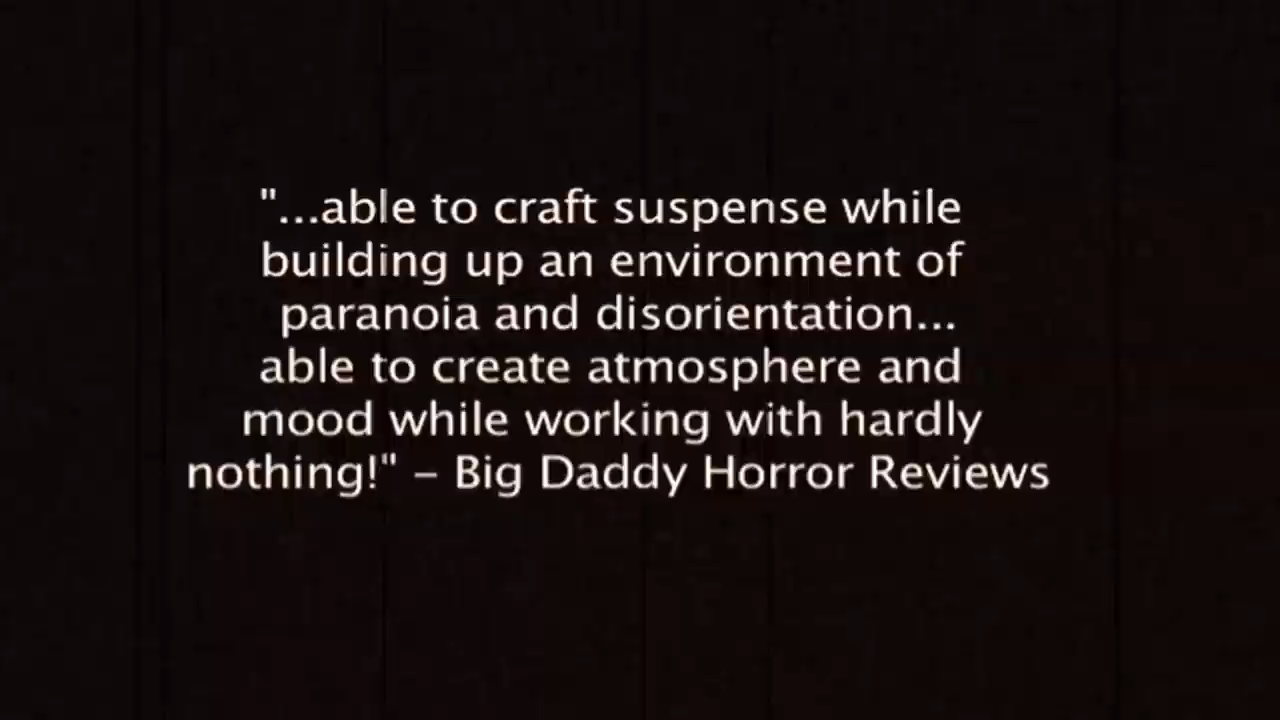 "...able to craft suspense while
building up an environment of
paranoia and disorientation...
able to create atmosphere and
mood while working with hardly
nothing!" – Big Daddy Horror Reviews